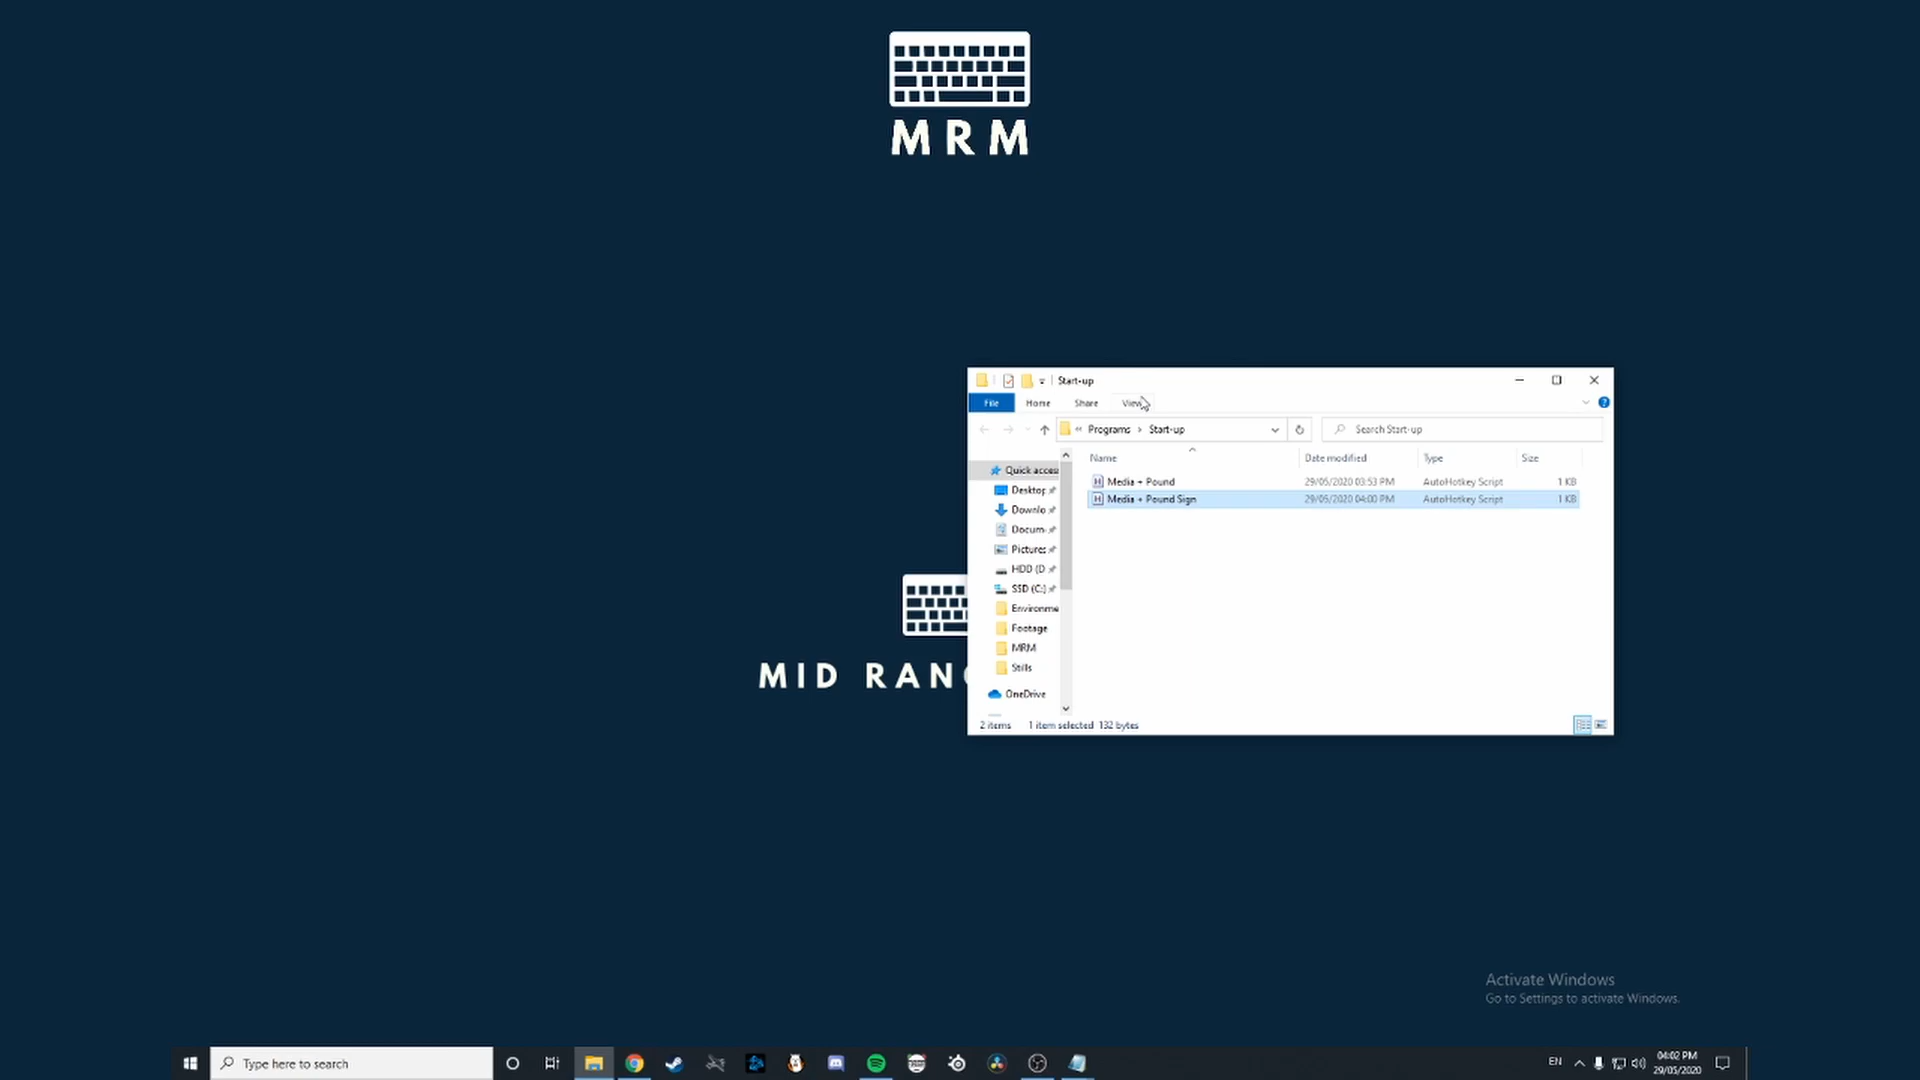 MRM
MID RAN
Start-up
File Home Share View
Programs Start-up
Search Start-up
Name Date modified Type Size
Media + Pound 29/05/2020 03:53 PM AutoHotkey Script 1 KB
Media + Pound Sign 29/05/2020 04:00 PM AutoHotkey Script 1 KB
Quick access
Desktop
Downlo
Docum
Pictures
HDD (D
SSD (C:)
Environme
Footage
MRM
Stills
OneDrive
2 items 1 item selected 132 bytes
Activate Windows
Go to Settings to activate Windows.
Type here to search
EN
04:02 PM
29/05/2020